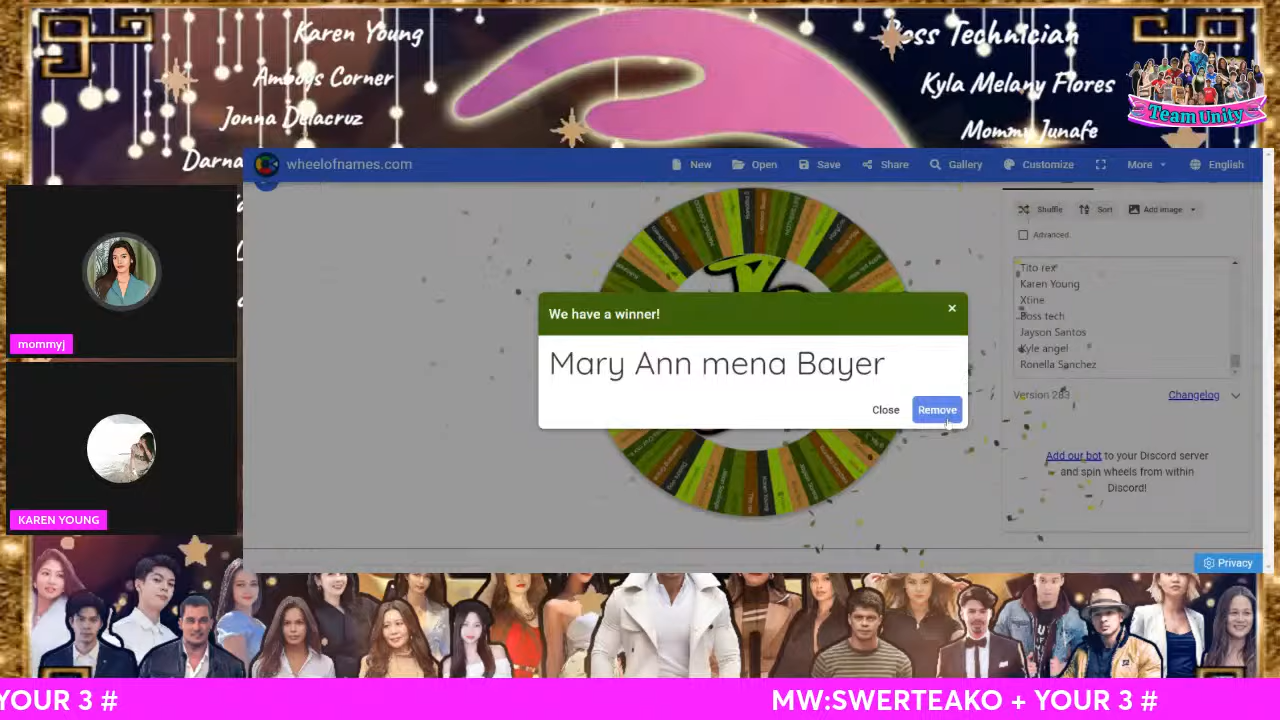 Karen Young
Amboys Corner
Jonna Delacruz
Darna
Boss Technician
Kyla Melany Flores
Mommy Junafe
Team Unity
wheelofnames.com
New
Open
Save
Share
Gallery
Customize
More
English
Shuffle
Sort
Add image
Advanced
Tito rex
Karen Young
Xtine
Boss tech
Jayson Santos
Kyle angel
Ronella Sanchez
Version 283
Changelog
Add our bot to your Discord server
and spin wheels from within
Discord!
We have a winner!
×
Mary Ann mena Bayer
Close
Remove
mommyj
KAREN YOUNG
Privacy
YOUR 3 #
MW:SWERTEAKO + YOUR 3 #